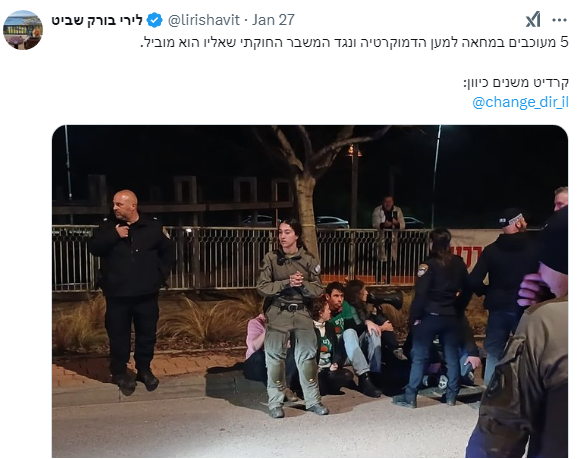 לירי בורק שביט @lirishavit · Jan 27
5 מעוכבים במחאה למען הדמוקרטיה ונגד המשבר החוקתי שאליו הוא מוביל.
קרדיט משנים כיוון:
@change_dir_il